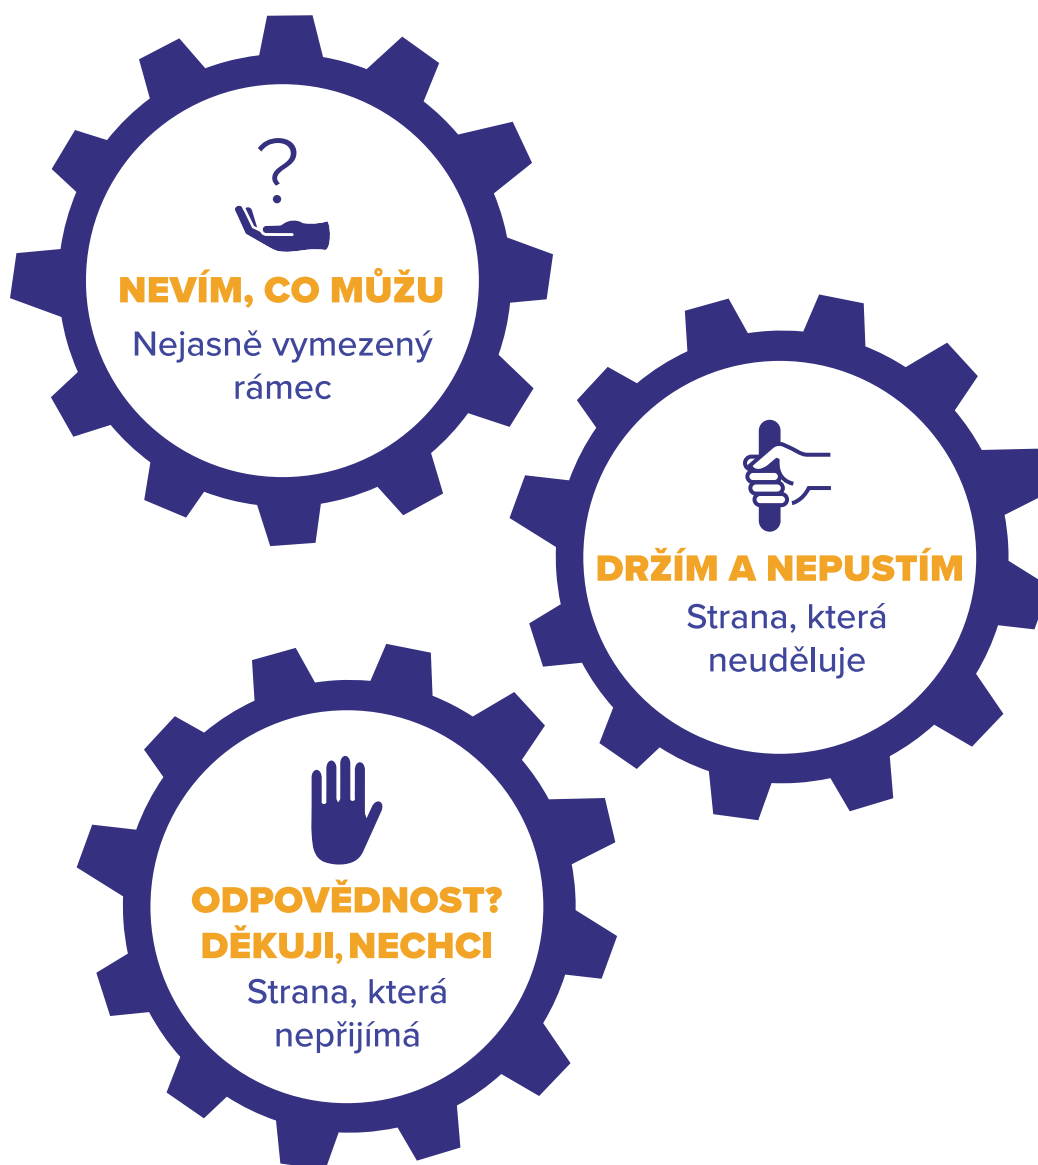 ?
NEVÍM, CO MŮŽU
Nejasně vymezený
rámec
DRŽÍM A NEPUSTÍM
Strana, která
neuděluje
ODPOVĚDNOST?
DĚKUJI, NECHCI
Strana, která
nepřijímá